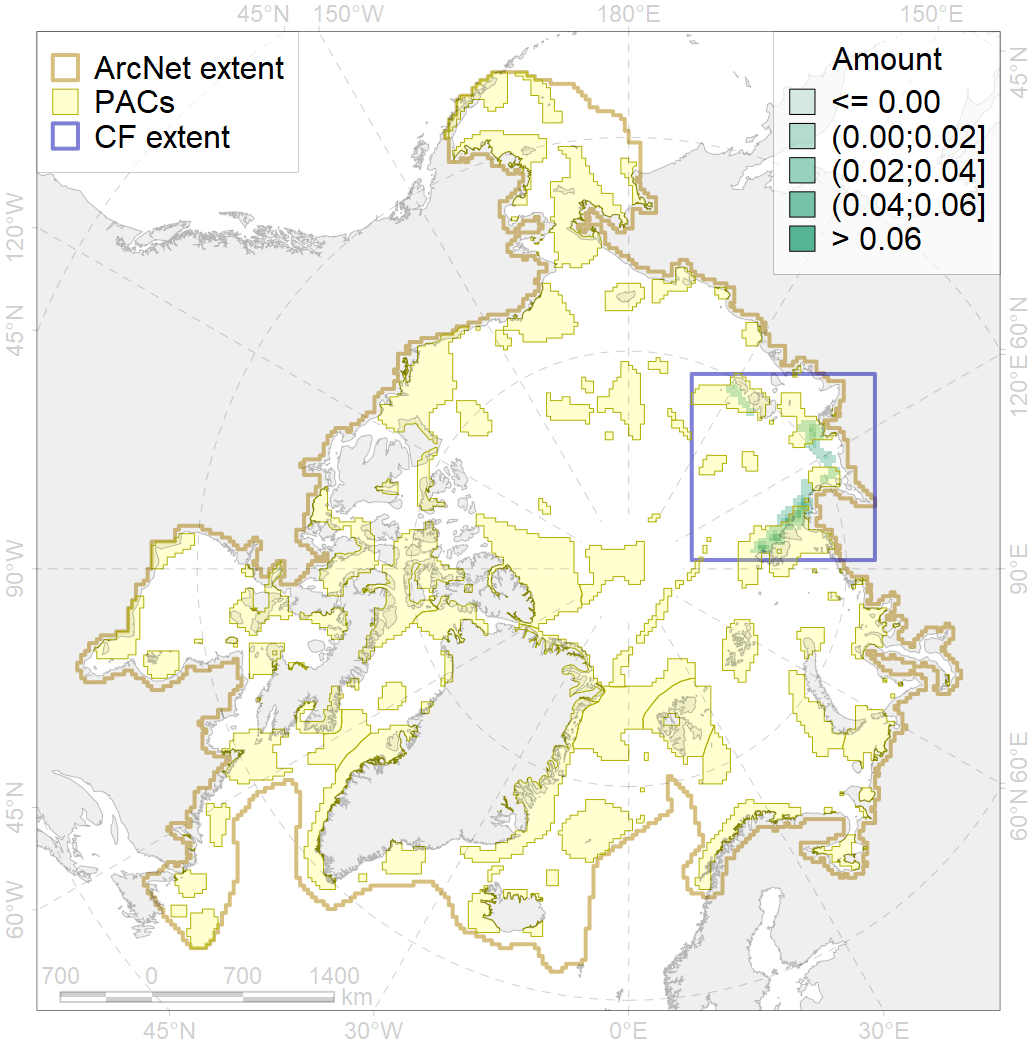 45°N 150°W 180°E 150°E
ArcNet extent
PACs
CF extent
Amount
<= 0.00
(0.00;0.02]
(0.02;0.04]
(0.04;0.06]
> 0.06
45°N
120°W
45°N
60°N
120°E
90°W
90°E
45°N
60°E
60°N
60°W
700 0 700 1400
km
45°W 30°W 0°E 30°E